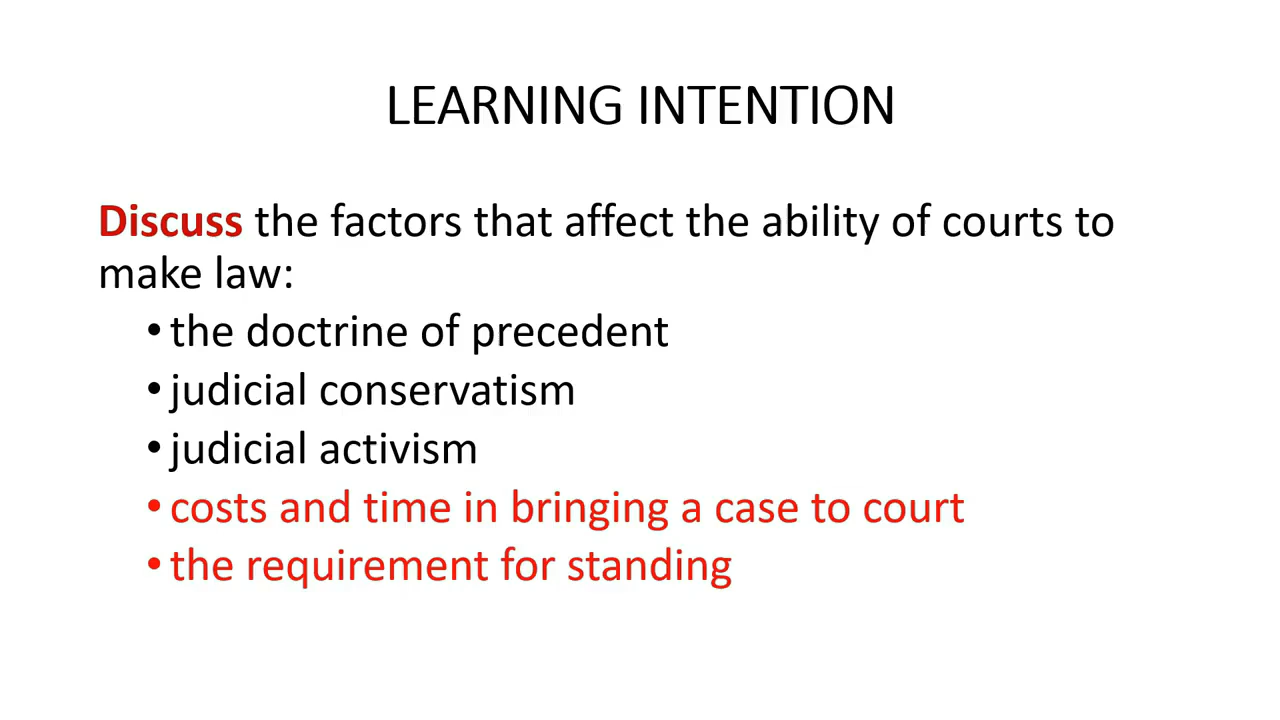 LEARNING INTENTION
Discuss the factors that affect the ability of courts to
make law:
• the doctrine of precedent
• judicial conservatism
• judicial activism
• costs and time in bringing a case to court
• the requirement for standing